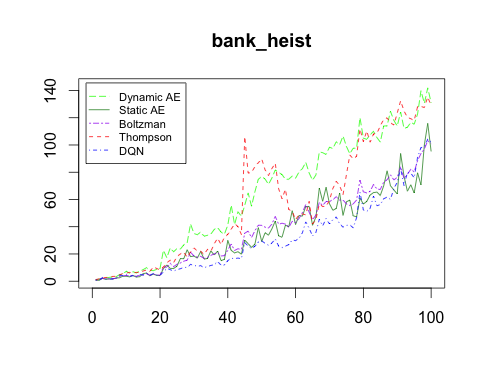 bank_heist
Dynamic AE
Static AE
Boltzman
Thompson
DQN
140
100
60
20
0
0 20 40 60 80 100